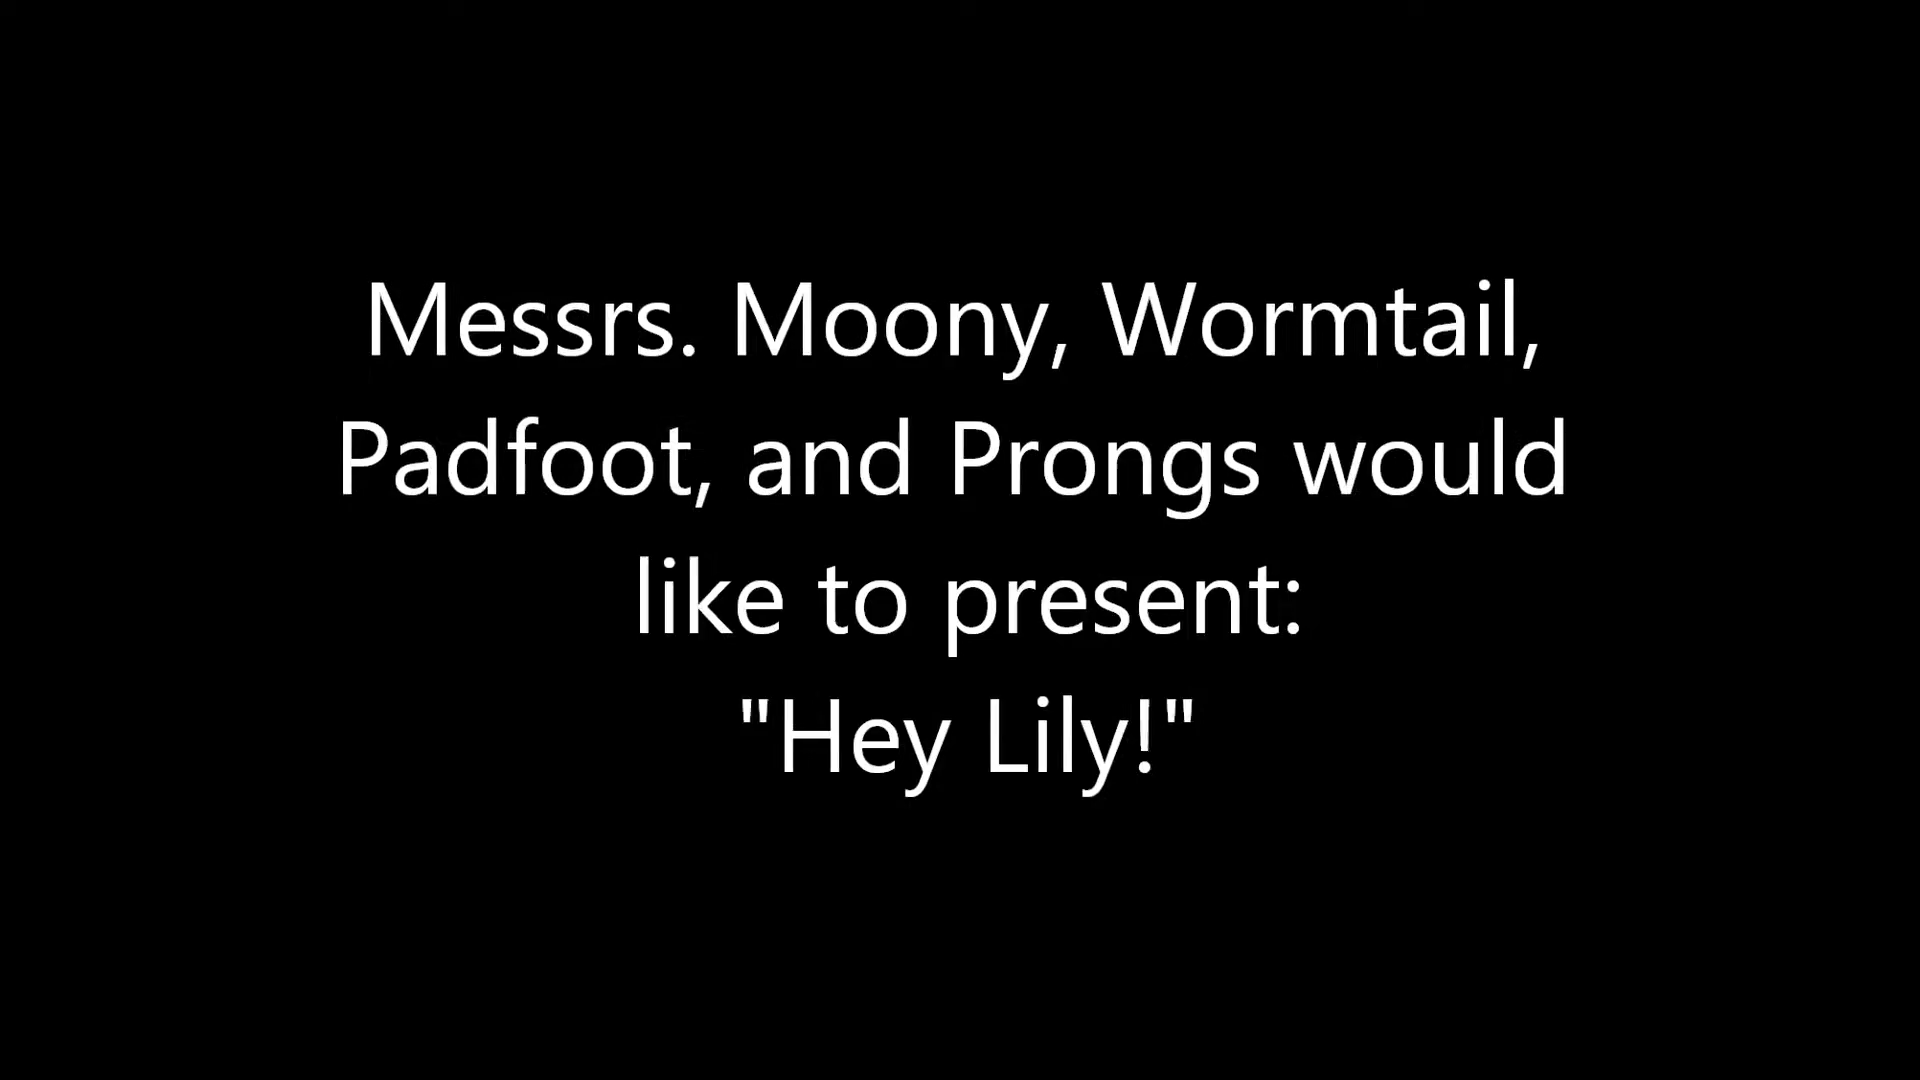 Messrs. Moony, Wormtail,
Padfoot, and Prongs would
like to present:
"Hey Lily!"